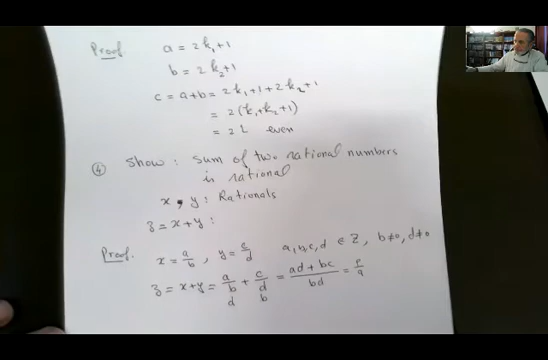 Proof a = 2k₁+1
b = 2k₂+1
c = a+b = 2k₁+1+2k₂+1
= 2(k₁+k₂+1)
= 2l even
④ Show: Sum of two rational numbers
is rational
x, y: Rationals
z = x+y:
Proof. x = a/b, y = c/d a,b,c,d ∈ Z, b≠0, d≠0
z = x+y = a/b + c/d = ad+bc/bd = p/q
d b